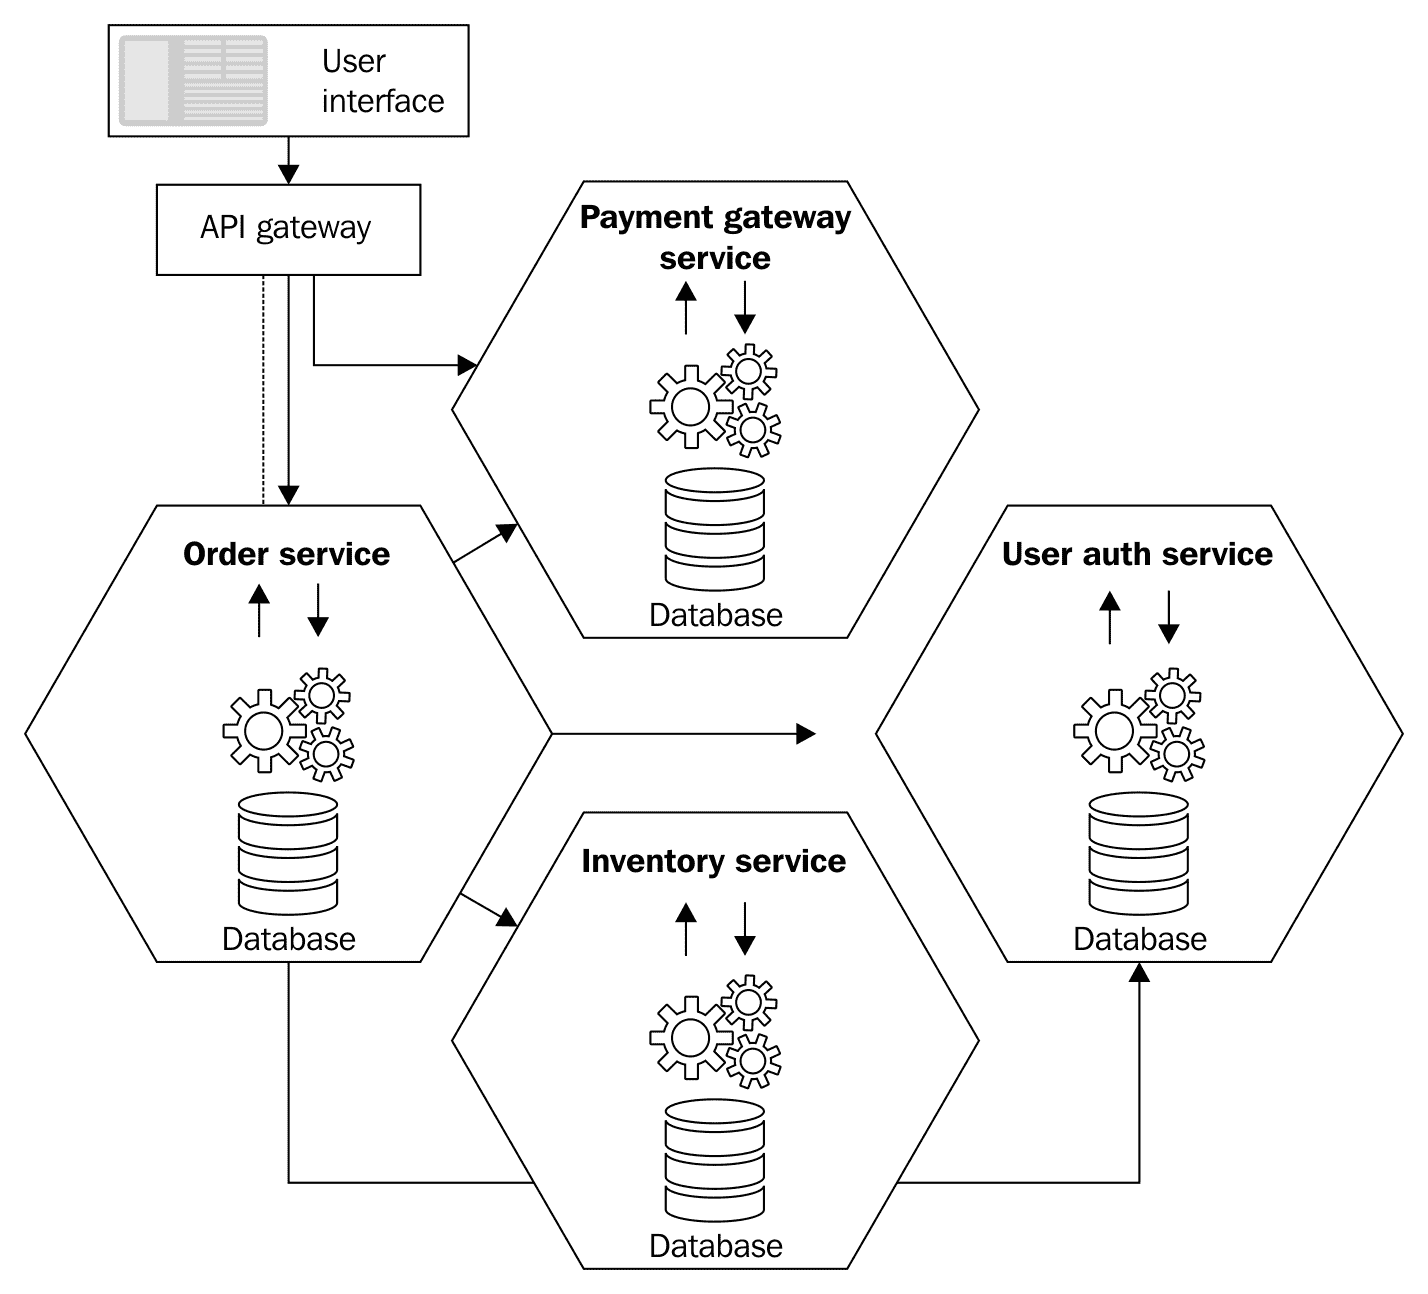 User
interface
API gateway
Payment gateway
service
Database
Order service
Database
User auth service
Database
Inventory service
Database